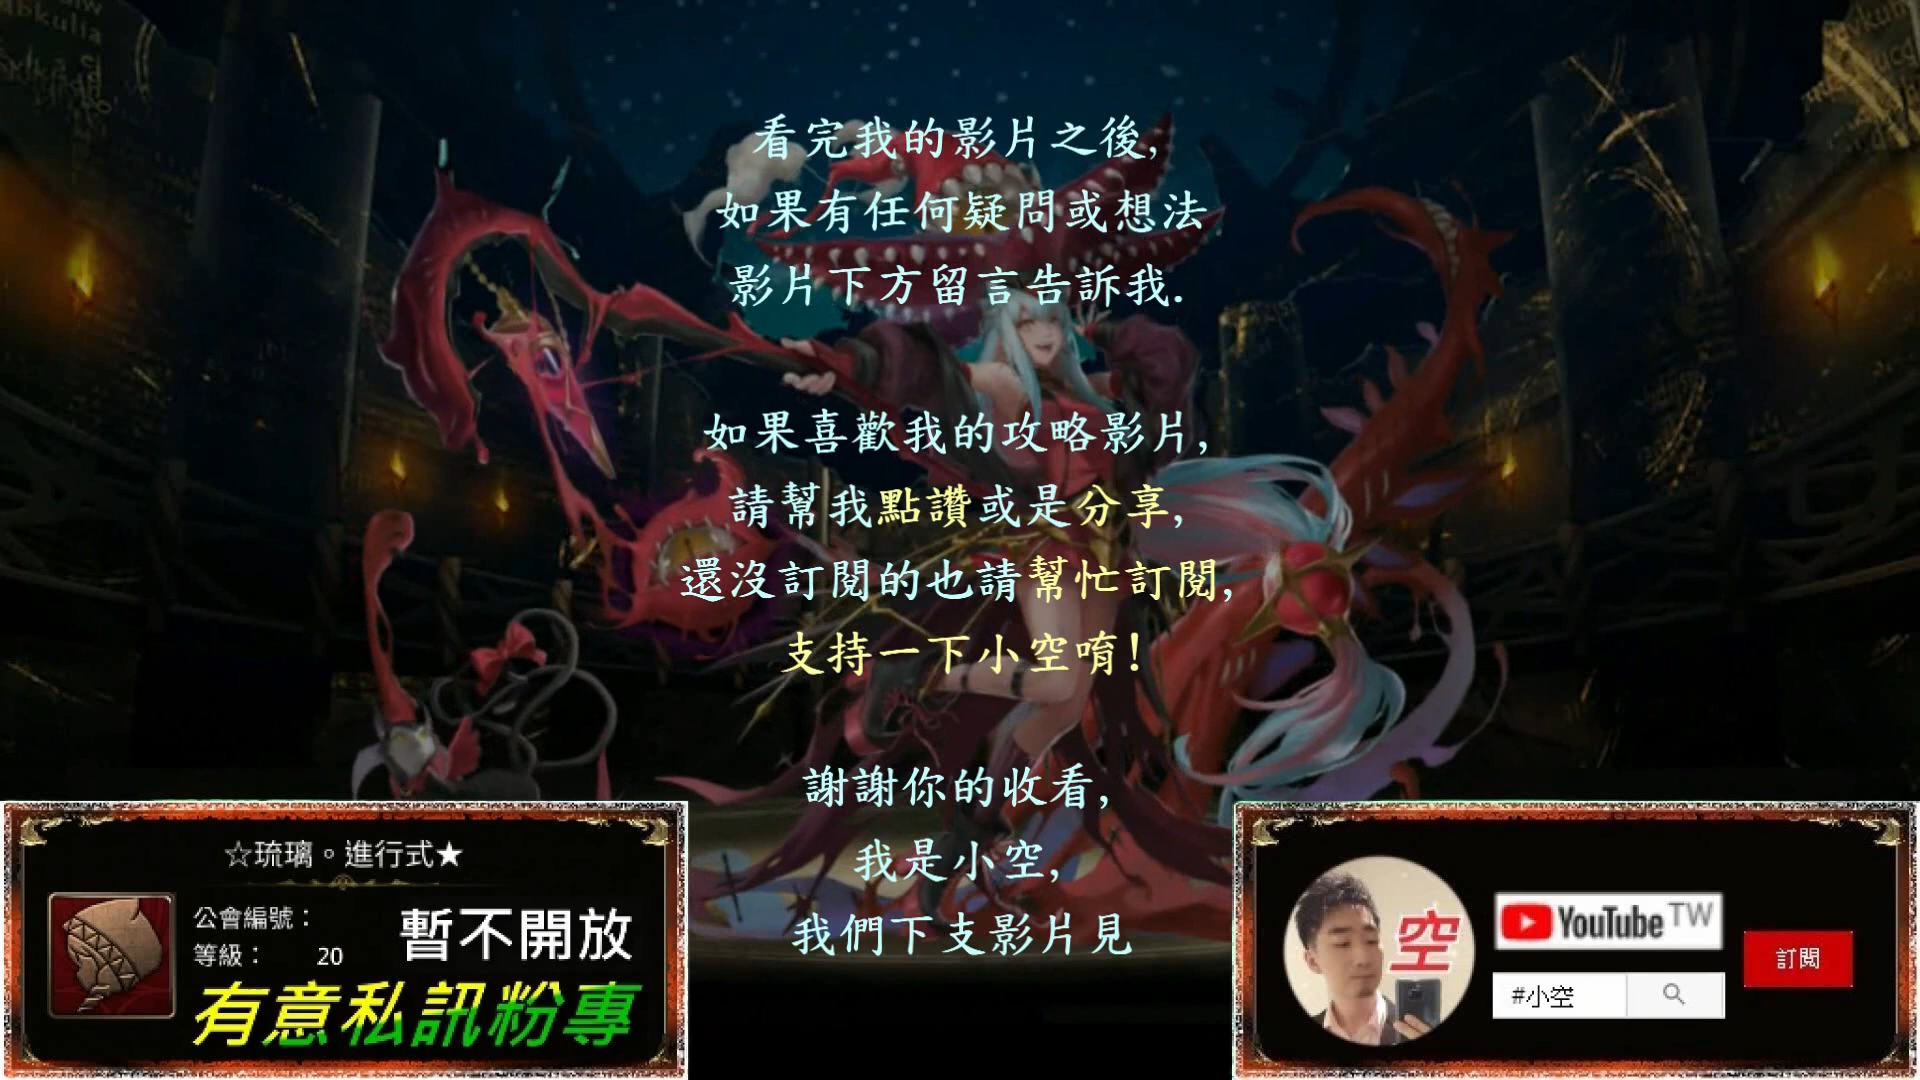 看完我的影片之後,
如果有任何疑問或想法
影片下方留言告訴我.
如果喜歡我的攻略影片,
請幫我點讚或是分享,
還沒訂閱的也請幫忙訂閱,
支持一下小空唷!
謝謝你的收看,
我是小空,
我們下支影片見
☆琉璃。進行式★
公會編號：
暫不開放
等級： 20
有意私訊粉專
空
YouTube TW
#小空
訂閱